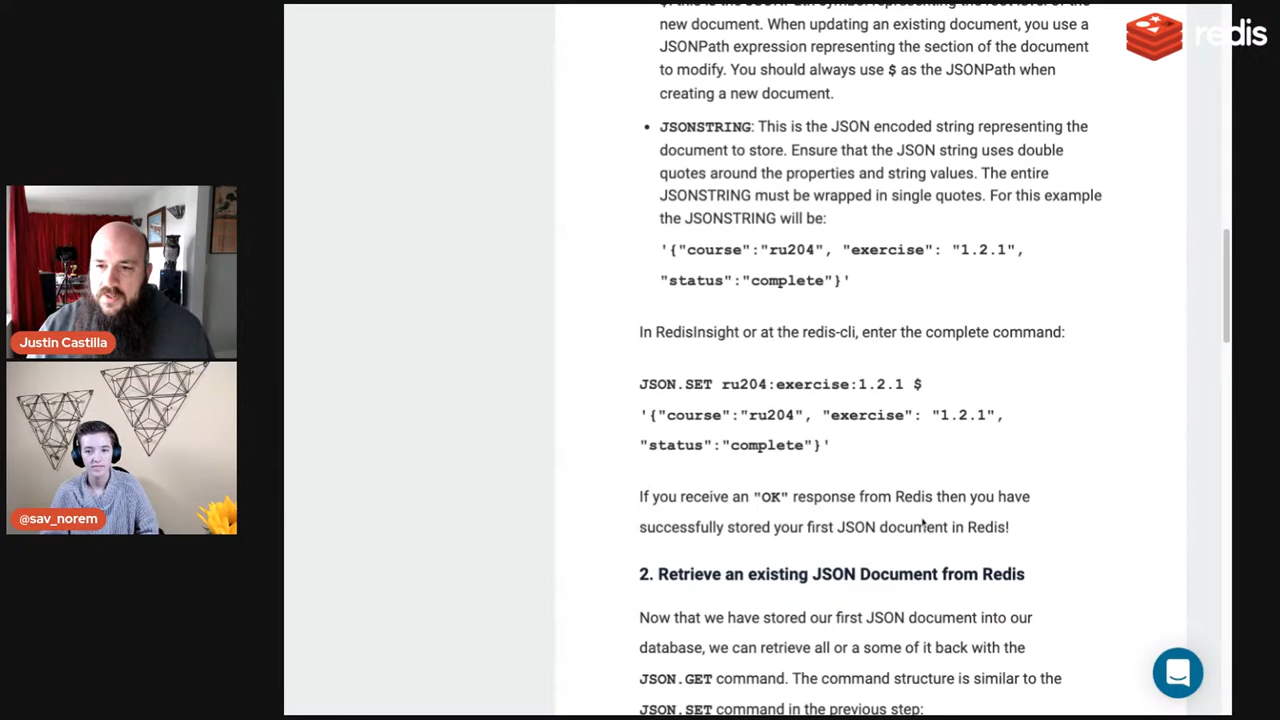 new document. When updating an existing document, you use a
JSONPath expression representing the section of the document
to modify. You should always use $ as the JSONPath when
creating a new document.
• JSONSTRING: This is the JSON encoded string representing the
document to store. Ensure that the JSON string uses double
quotes around the properties and string values. The entire
JSONSTRING must be wrapped in single quotes. For this example
the JSONSTRING will be:
'{"course":"ru204", "exercise": "1.2.1",
"status":"complete"}'
In RedisInsight or at the redis-cli, enter the complete command:
JSON.SET ru204:exercise:1.2.1 $
'{"course":"ru204", "exercise": "1.2.1",
"status":"complete"}'
If you receive an "OK" response from Redis then you have
successfully stored your first JSON document in Redis!
2. Retrieve an existing JSON Document from Redis
Now that we have stored our first JSON document into our
database, we can retrieve all or a some of it back with the
JSON.GET command. The command structure is similar to the
JSON.SET command in the previous step:
redis
Justin Castilla
@sav_norem